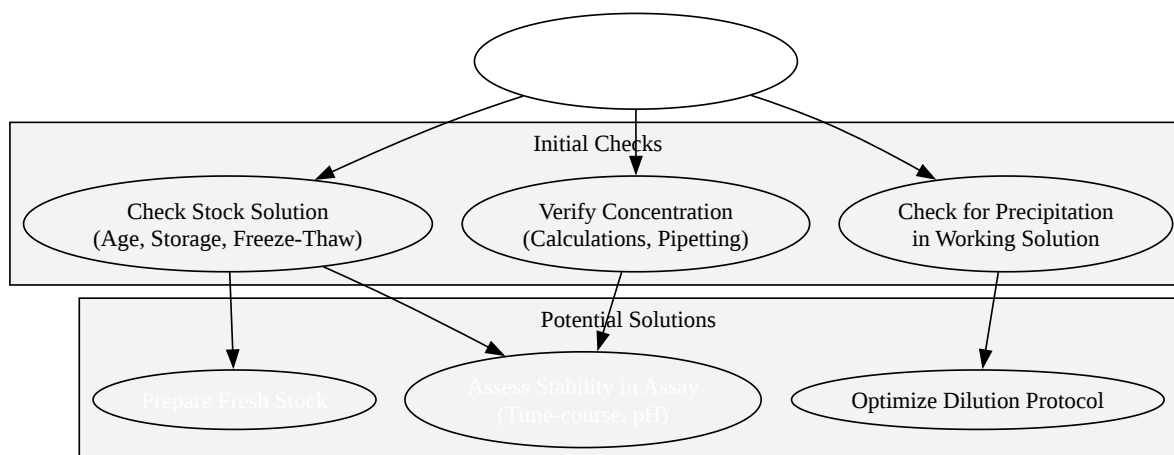 Initial Checks
Check Stock Solution
(Age, Storage, Freeze-Thaw)
Verify Concentration
(Calculations, Pipetting)
Check for Precipitation
in Working Solution
Potential Solutions
Prepare Fresh Stock
Assess Stability in Assay
(Time-course, pH)
Optimize Dilution Protocol